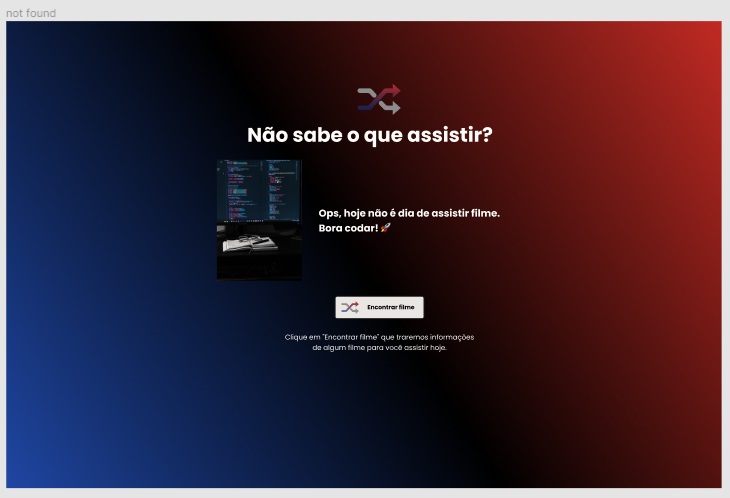 not found
Não sabe o que assistir?
Ops, hoje não é dia de assistir filme.
Bora codar! 🚀
Encontrar filme
Clique em "Encontrar filme" que traremos informações
de algum filme para você assistir hoje.